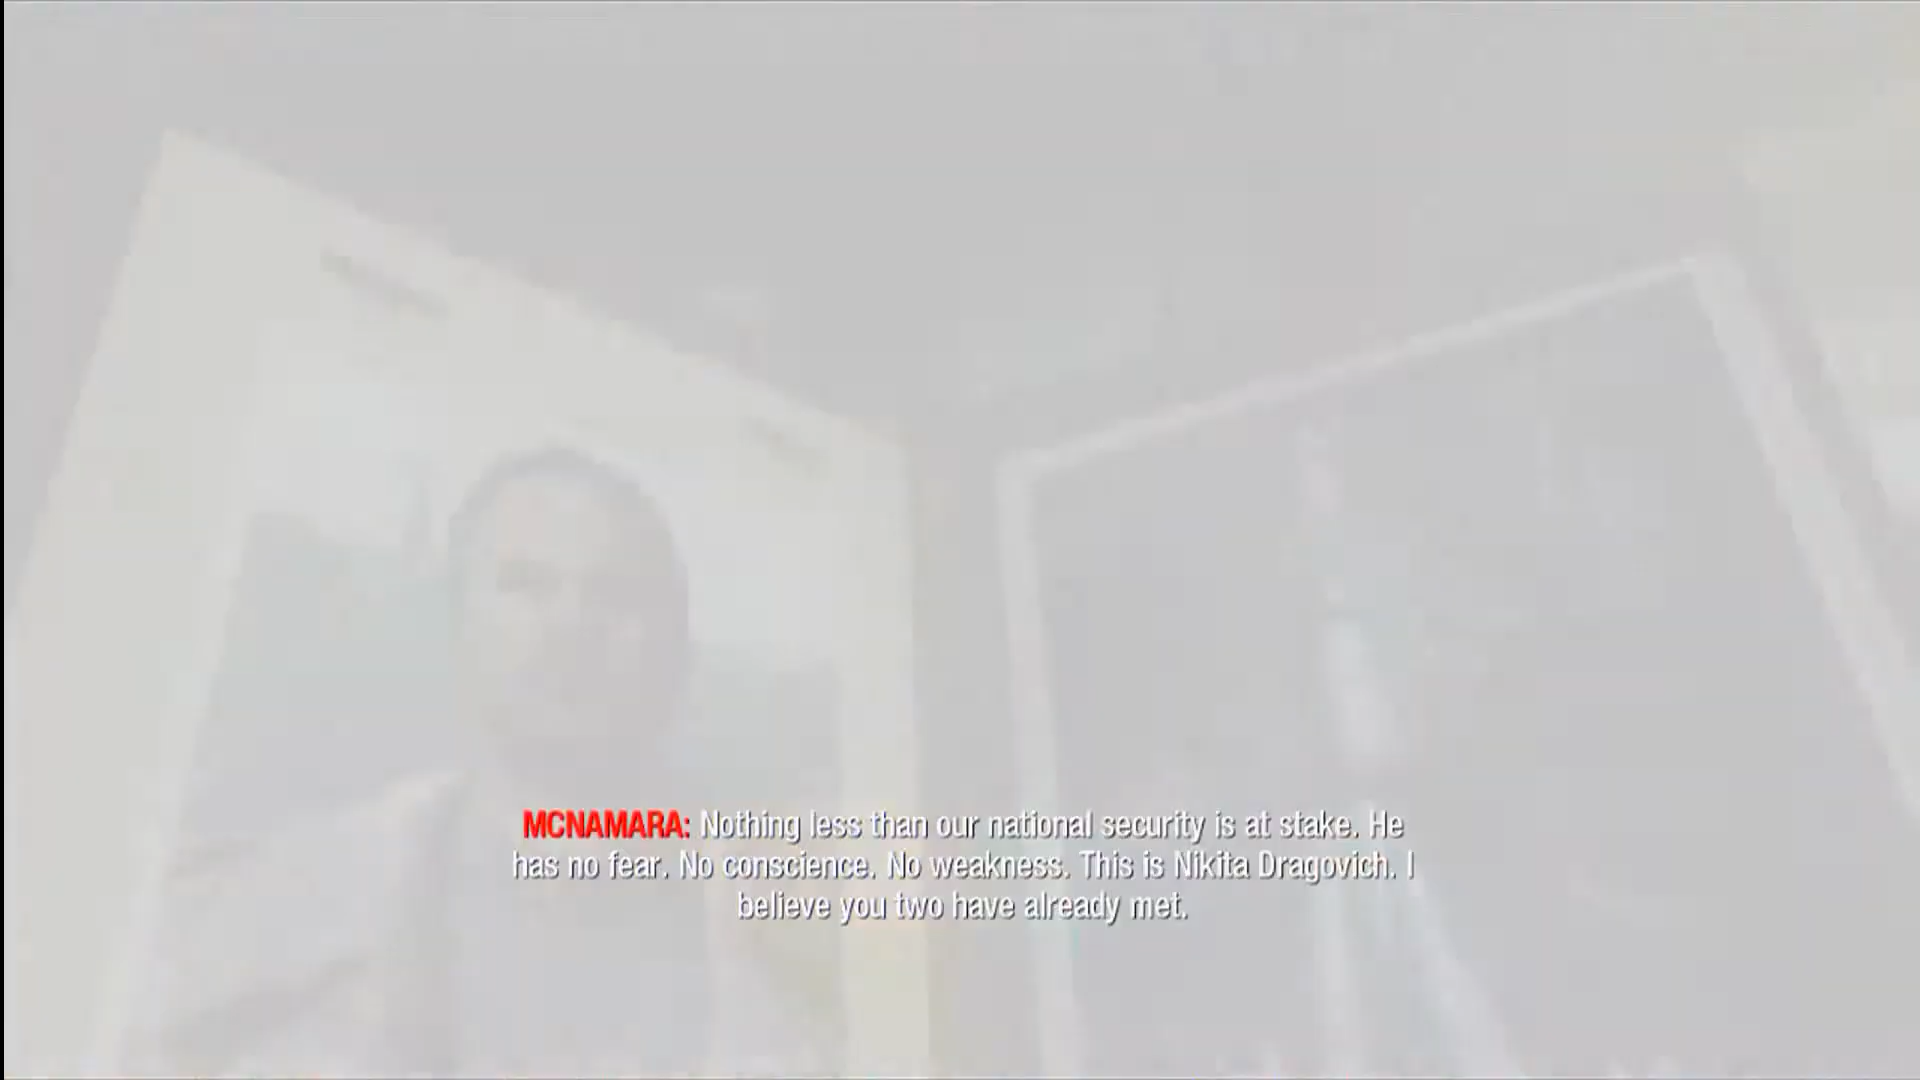 MCNAMARA: Nothing less than our national security is at stake. He
has no fear. No conscience. No weakness. This is Nikita Dragovich. I
believe you two have already met.